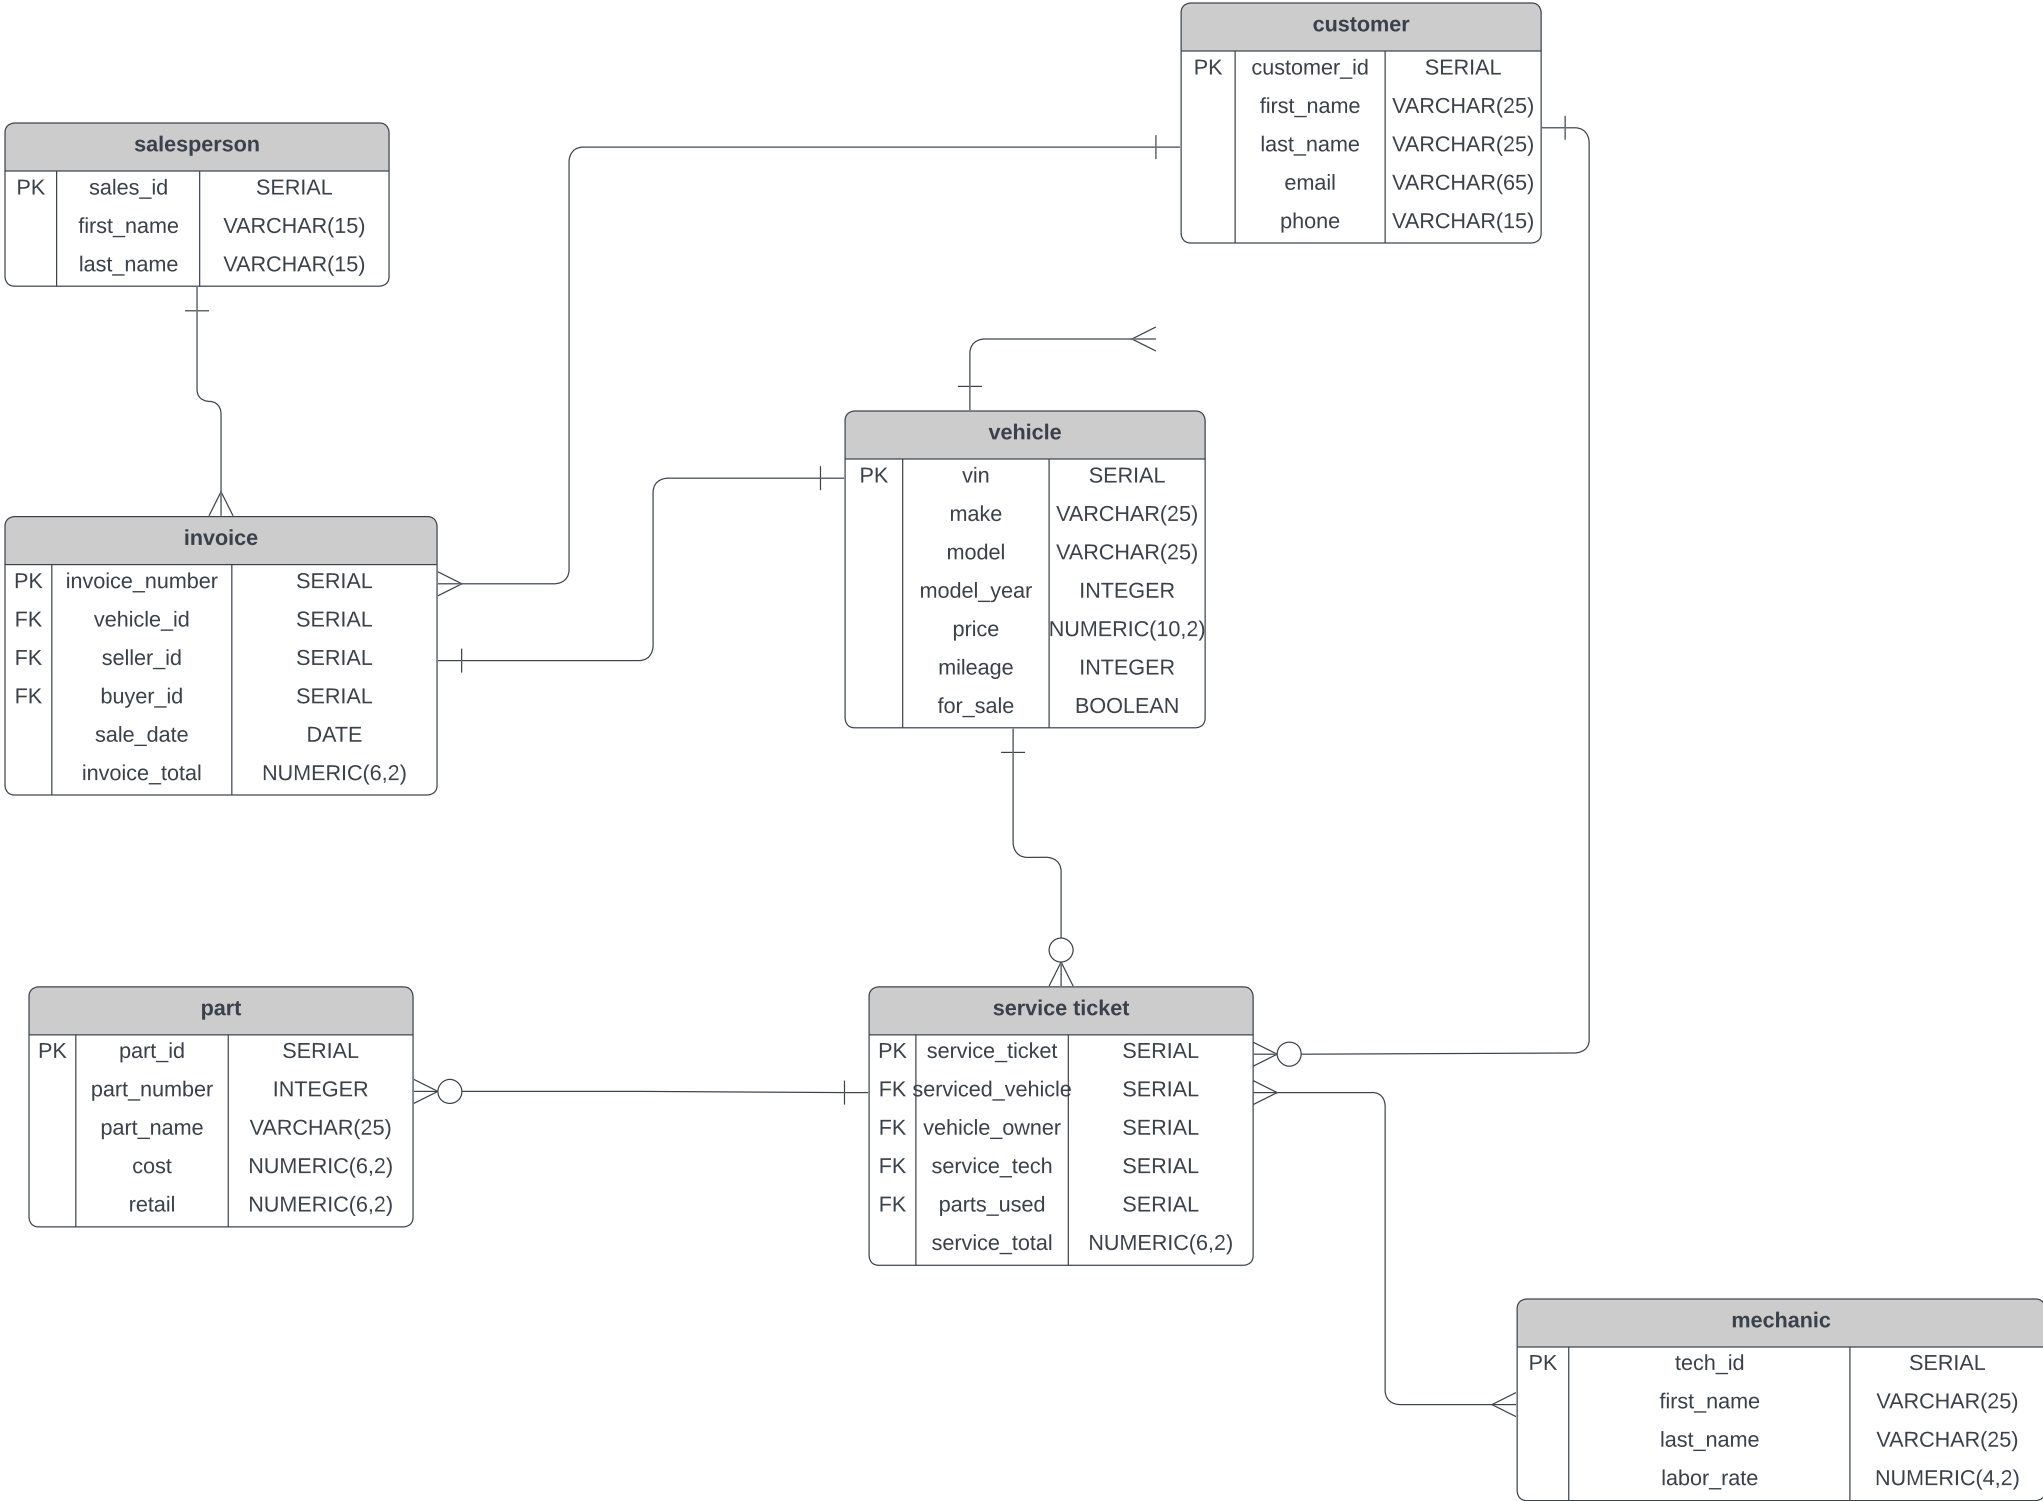 customer
PK customer_id SERIAL
first_name VARCHAR(25)
last_name VARCHAR(25)
email VARCHAR(65)
phone VARCHAR(15)
salesperson
PK sales_id SERIAL
first_name VARCHAR(15)
last_name VARCHAR(15)
vehicle
PK vin SERIAL
make VARCHAR(25)
model VARCHAR(25)
model_year INTEGER
price NUMERIC(10,2)
mileage INTEGER
for_sale BOOLEAN
invoice
PK invoice_number SERIAL
FK vehicle_id SERIAL
FK seller_id SERIAL
FK buyer_id SERIAL
sale_date DATE
invoice_total NUMERIC(6,2)
part
PK part_id SERIAL
part_number INTEGER
part_name VARCHAR(25)
cost NUMERIC(6,2)
retail NUMERIC(6,2)
service ticket
PK service_ticket SERIAL
FK serviced_vehicle SERIAL
FK vehicle_owner SERIAL
FK service_tech SERIAL
FK parts_used SERIAL
service_total NUMERIC(6,2)
mechanic
PK tech_id SERIAL
first_name VARCHAR(25)
last_name VARCHAR(25)
labor_rate NUMERIC(4,2)